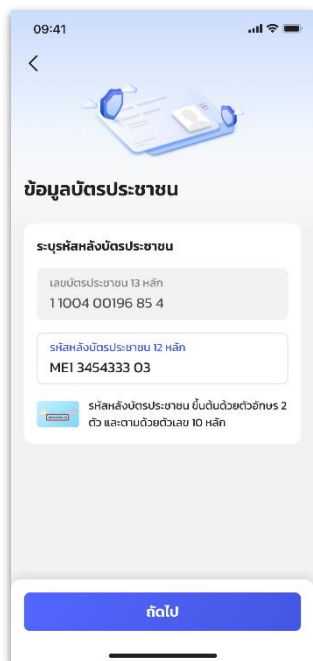 09:41
ข้อมูลบัตรประชาชน
ระบุรหัสหลังบัตรประชาชน
เลขบัตรประชาชน 13 หลัก
1 1004 00196 85 4
รหัสหลังบัตรประชาชน 12 หลัก
ME1 3454333 03
รหัสหลังบัตรประชาชน ขึ้นต้นด้วยตัวอักษร 2
ตัว และตามด้วยตัวเลข 10 หลัก
ถัดไป